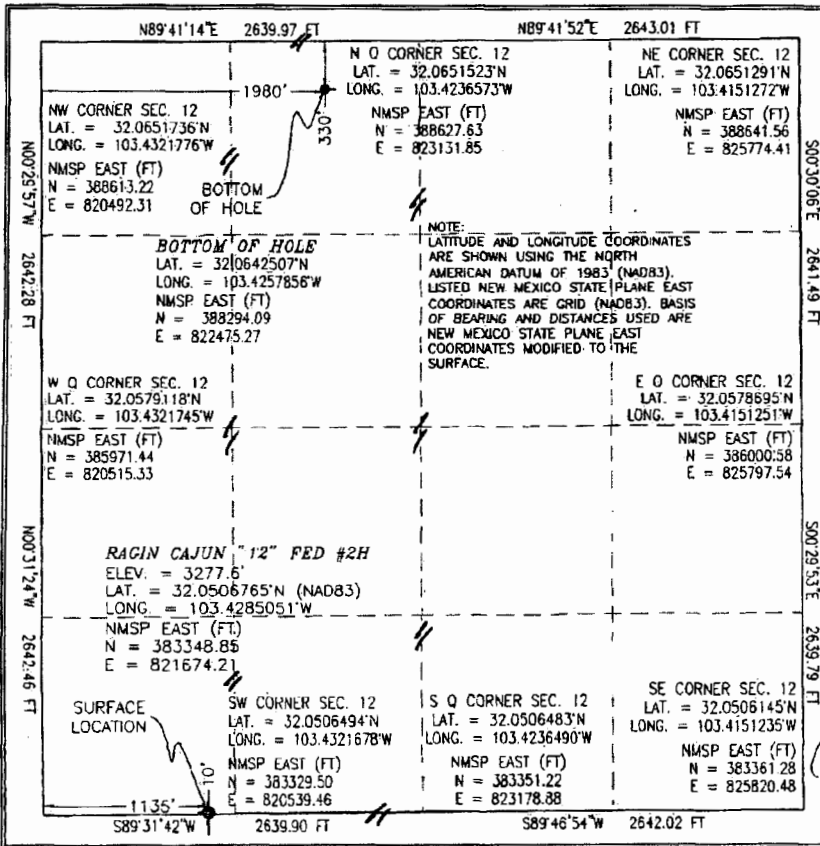 N89°41'14"E 2639.97 FT
N89°41'52"E 2643.01 FT
1980'
330'
N Q CORNER SEC. 12
LAT. = 32.0651523°N
LONG. = 103.4236573°W
NMSP EAST (FT)
N = 388627.63
E = 823131.85
NE CORNER SEC. 12
LAT. = 32.0651291°N
LONG. = 103.4151272°W
NMSP EAST (FT)
N = 388641.56
E = 825774.41
NW CORNER SEC. 12
LAT. = 32.0651736°N
LONG. = 103.4321776°W
NMSP EAST (FT)
N = 388613.22
E = 820492.31
BOTTOM
OF HOLE
N00°29'57"W 2642.28 FT
S00°30'06"E 2641.49 FT
BOTTOM OF HOLE
LAT. = 32.0642507°N
LONG. = 103.4257856°W
NMSP EAST (FT)
N = 388294.09
E = 822475.27
NOTE:
LATITUDE AND LONGITUDE COORDINATES
ARE SHOWN USING THE NORTH
AMERICAN DATUM OF 1983 (NAD83).
LISTED NEW MEXICO STATE PLANE EAST
COORDINATES ARE GRID (NAD83). BASIS
OF BEARING AND DISTANCES USED ARE
NEW MEXICO STATE PLANE EAST
COORDINATES MODIFIED TO THE
SURFACE.
W Q CORNER SEC. 12
LAT. = 32.0579118°N
LONG. = 103.4321745°W
NMSP EAST (FT)
N = 385971.44
E = 820515.33
E Q CORNER SEC. 12
LAT. = 32.0578695°N
LONG. = 103.4151251°W
NMSP EAST (FT)
N = 386000.58
E = 825797.54
N00°31'24"W 2642.46 FT
S00°29'53"E 2639.79 FT
RAGIN CAJUN "12" FED #2H
ELEV. = 3277.6'
LAT. = 32.0506765°N (NAD83)
LONG. = 103.4285051°W
NMSP EAST (FT)
N = 383348.85
E = 821674.21
SURFACE
LOCATION
SW CORNER SEC. 12
LAT. = 32.0506494°N
LONG. = 103.4321678°W
NMSP EAST (FT)
N = 383329.50
E = 820539.46
S Q CORNER SEC. 12
LAT. = 32.0506483°N
LONG. = 103.4236490°W
NMSP EAST (FT)
N = 383351.22
E = 823178.88
SE CORNER SEC. 12
LAT. = 32.0506145°N
LONG. = 103.4151235°W
NMSP EAST (FT)
N = 383361.28
E = 825820.48
10'
1135'
S89°31'42"W 2639.90 FT
S89°46'54"W 2642.02 FT